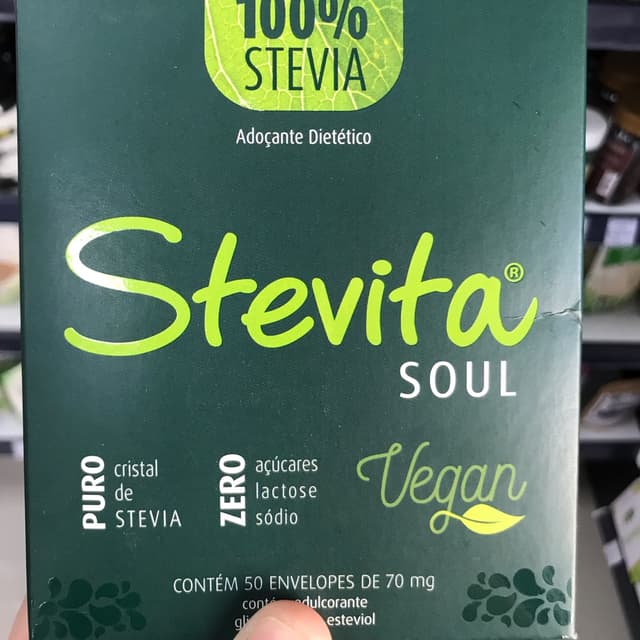 100%
STEVIA
Adoçante Dietético
Stevita®
SOUL
PURO cristal
de
STEVIA
ZERO açúcares
lactose
sódio
Vegan
CONTÉM 50 ENVELOPES DE 70 mg
esteviol